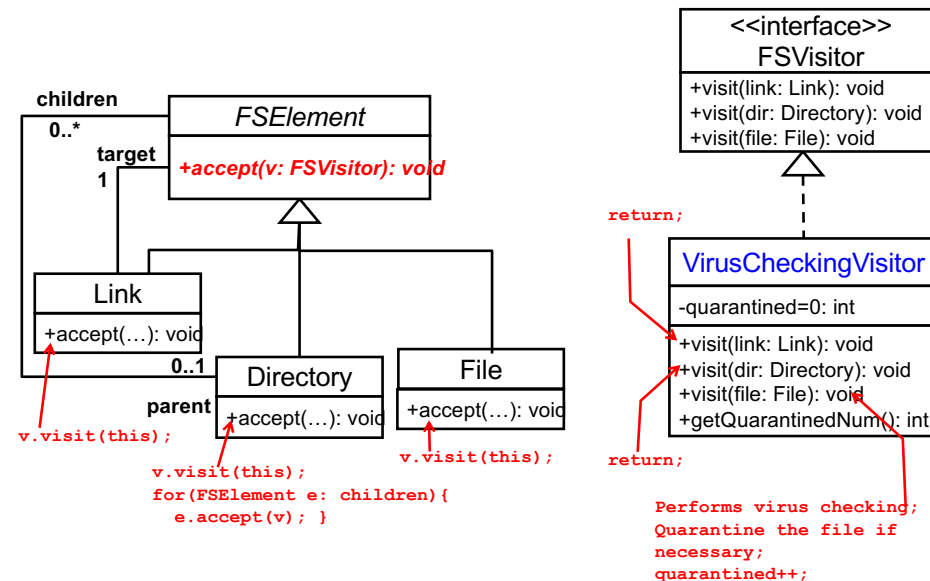 children
0..*
target
1
FSElement
+accept(v: FSVisitor): void
Link
+accept(…): void
0..1
parent
Directory
+accept(…): void
File
+accept(…): void
v.visit(this);
v.visit(this);
for(FSElement e: children){
e.accept(v); }
v.visit(this);
<<interface>>
FSVisitor
+visit(link: Link): void
+visit(dir: Directory): void
+visit(file: File): void
return;
VirusCheckingVisitor
-quarantined=0: int
+visit(link: Link): void
+visit(dir: Directory): void
+visit(file: File): void
+getQuarantinedNum(): int
return;
Performs virus checking;
Quarantine the file if
necessary;
quarantined++;